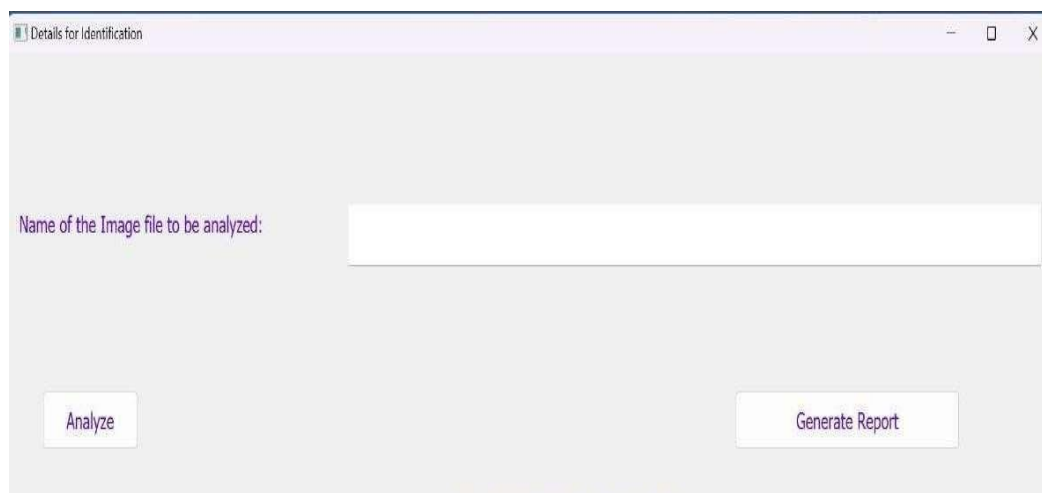 Details for Identification
Name of the Image file to be analyzed:
Analyze
Generate Report